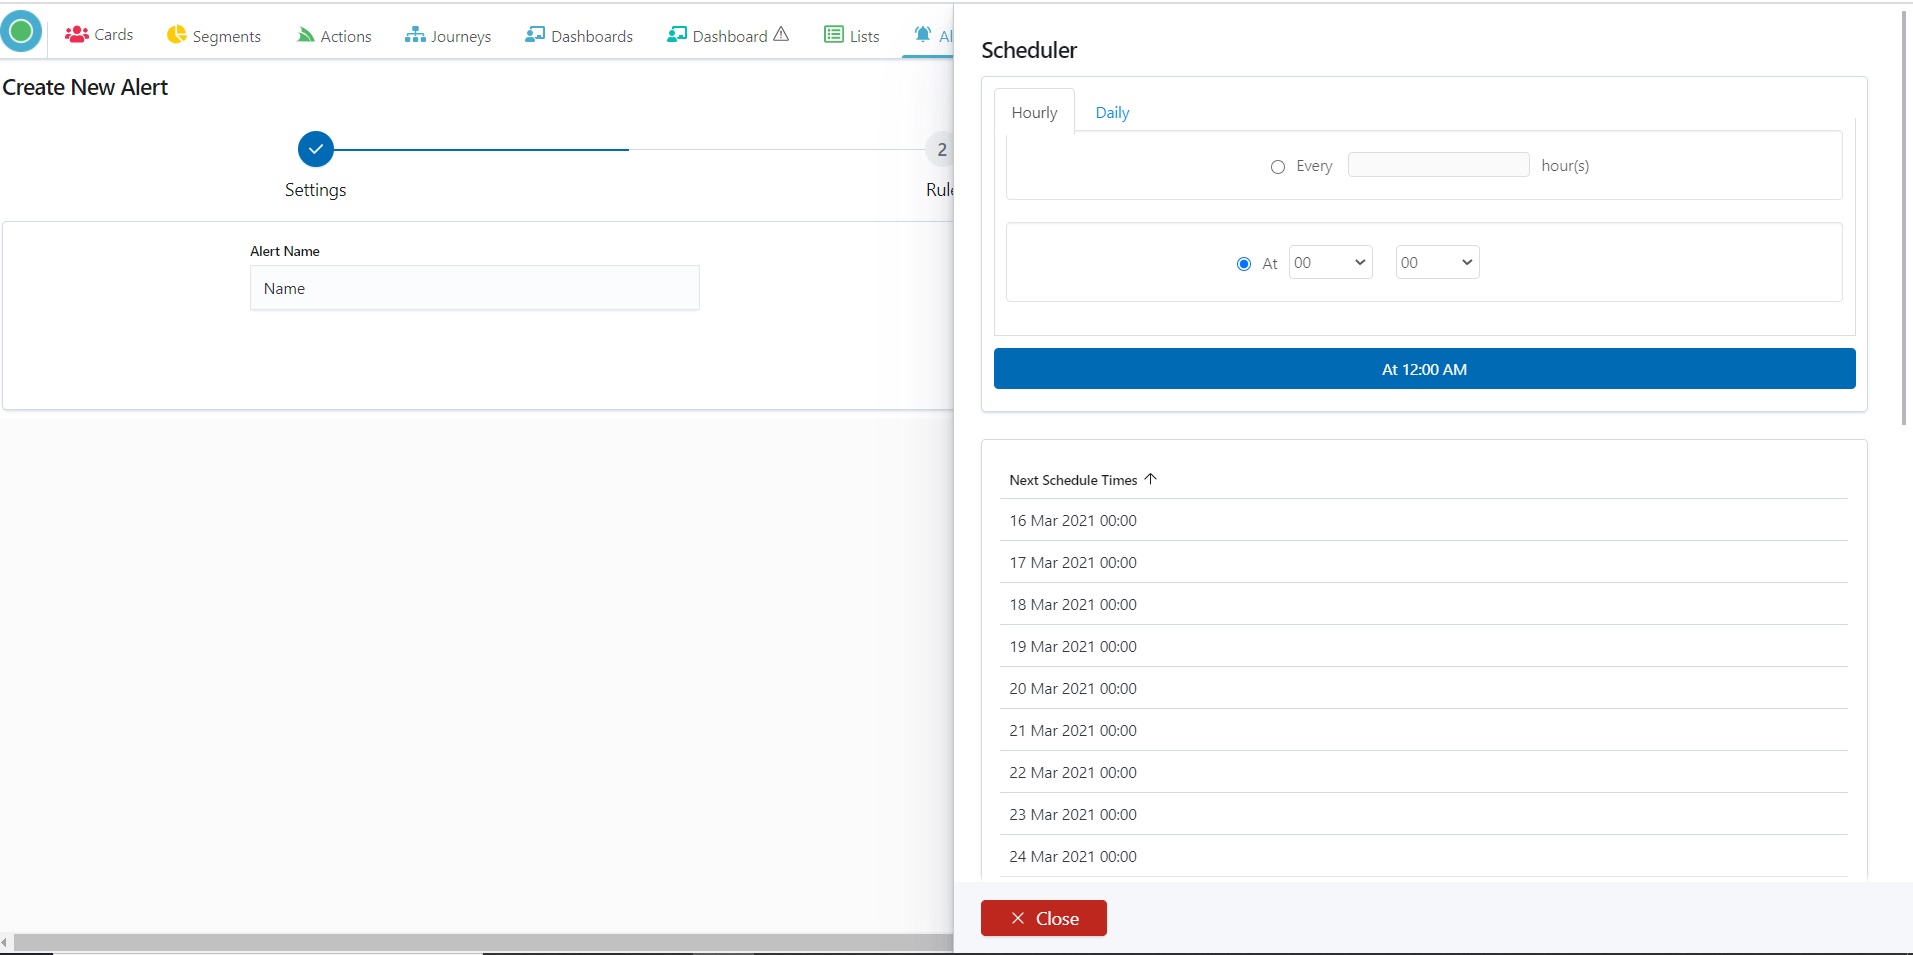 Cards Segments Actions Journeys Dashboards Dashboard Lists
Create New Alert
2
Settings
Alert Name
Name
Scheduler
Hourly Daily
Every hour(s)
At 00 00
At 12:00 AM
Next Schedule Times
16 Mar 2021 00:00
17 Mar 2021 00:00
18 Mar 2021 00:00
19 Mar 2021 00:00
20 Mar 2021 00:00
21 Mar 2021 00:00
22 Mar 2021 00:00
23 Mar 2021 00:00
24 Mar 2021 00:00
Close